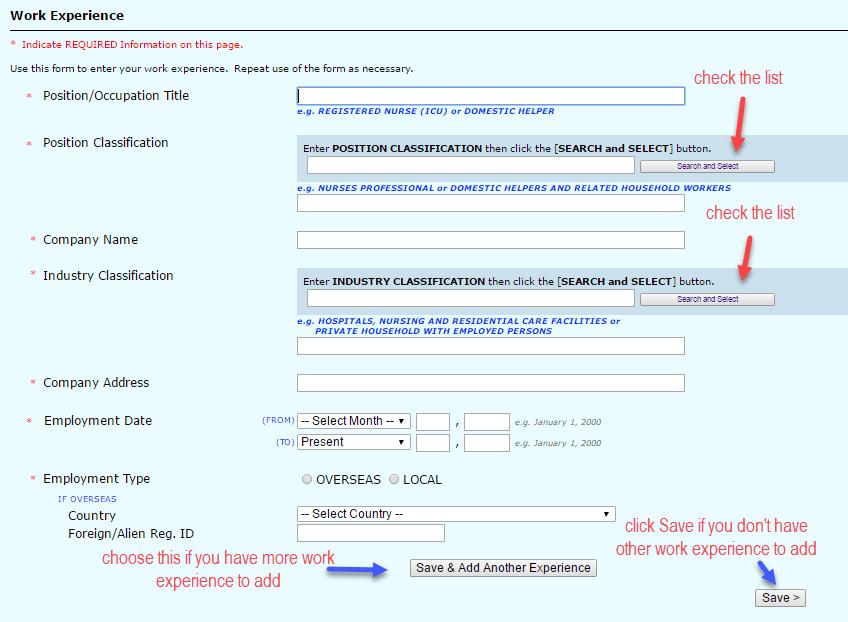 Work Experience
* Indicate REQUIRED Information on this page.
Use this form to enter your work experience. Repeat use of the form as necessary.
check the list
* Position/Occupation Title
e.g. REGISTERED NURSE (ICU) or DOMESTIC HELPER
* Position Classification
Enter POSITION CLASSIFICATION then click the [SEARCH and SELECT] button.
Search and Select
e.g. NURSES PROFESSIONAL or DOMESTIC HELPERS AND RELATED HOUSEHOLD WORKERS
check the list
* Company Name
* Industry Classification
Enter INDUSTRY CLASSIFICATION then click the [SEARCH and SELECT] button.
Search and Select
e.g. HOSPITALS, NURSING AND RESIDENTIAL CARE FACILITIES or
PRIVATE HOUSEHOLD WITH EMPLOYED PERSONS
* Company Address
* Employment Date (FROM) -- Select Month -- , e.g. January 1, 2000
(TO) Present , e.g. January 1, 2000
* Employment Type OVERSEAS LOCAL
IF OVERSEAS
Country -- Select Country --
Foreign/Alien Reg. ID
click Save if you don't have
other work experience to add
choose this if you have more work
experience to add
Save & Add Another Experience
Save >